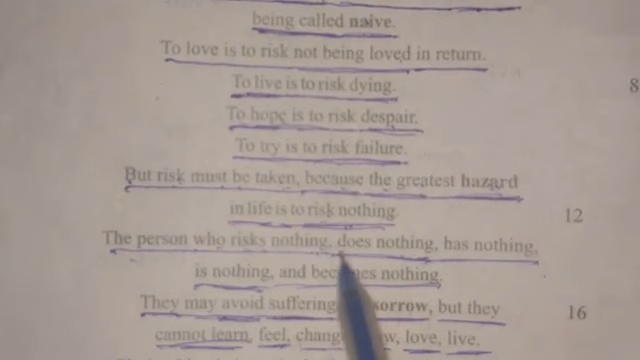 being called naive.
To love is to risk not being loved in return.
To live is to risk dying.
8
To hope is to risk despair.
To try is to risk failure.
But risk must be taken, because the greatest hazard
in life is to risk nothing.
12
The person who risks nothing, does nothing, has nothing,
is nothing, and becomes nothing.
They may avoid suffering sorrow, but they
16
cannot learn, feel, love, live.